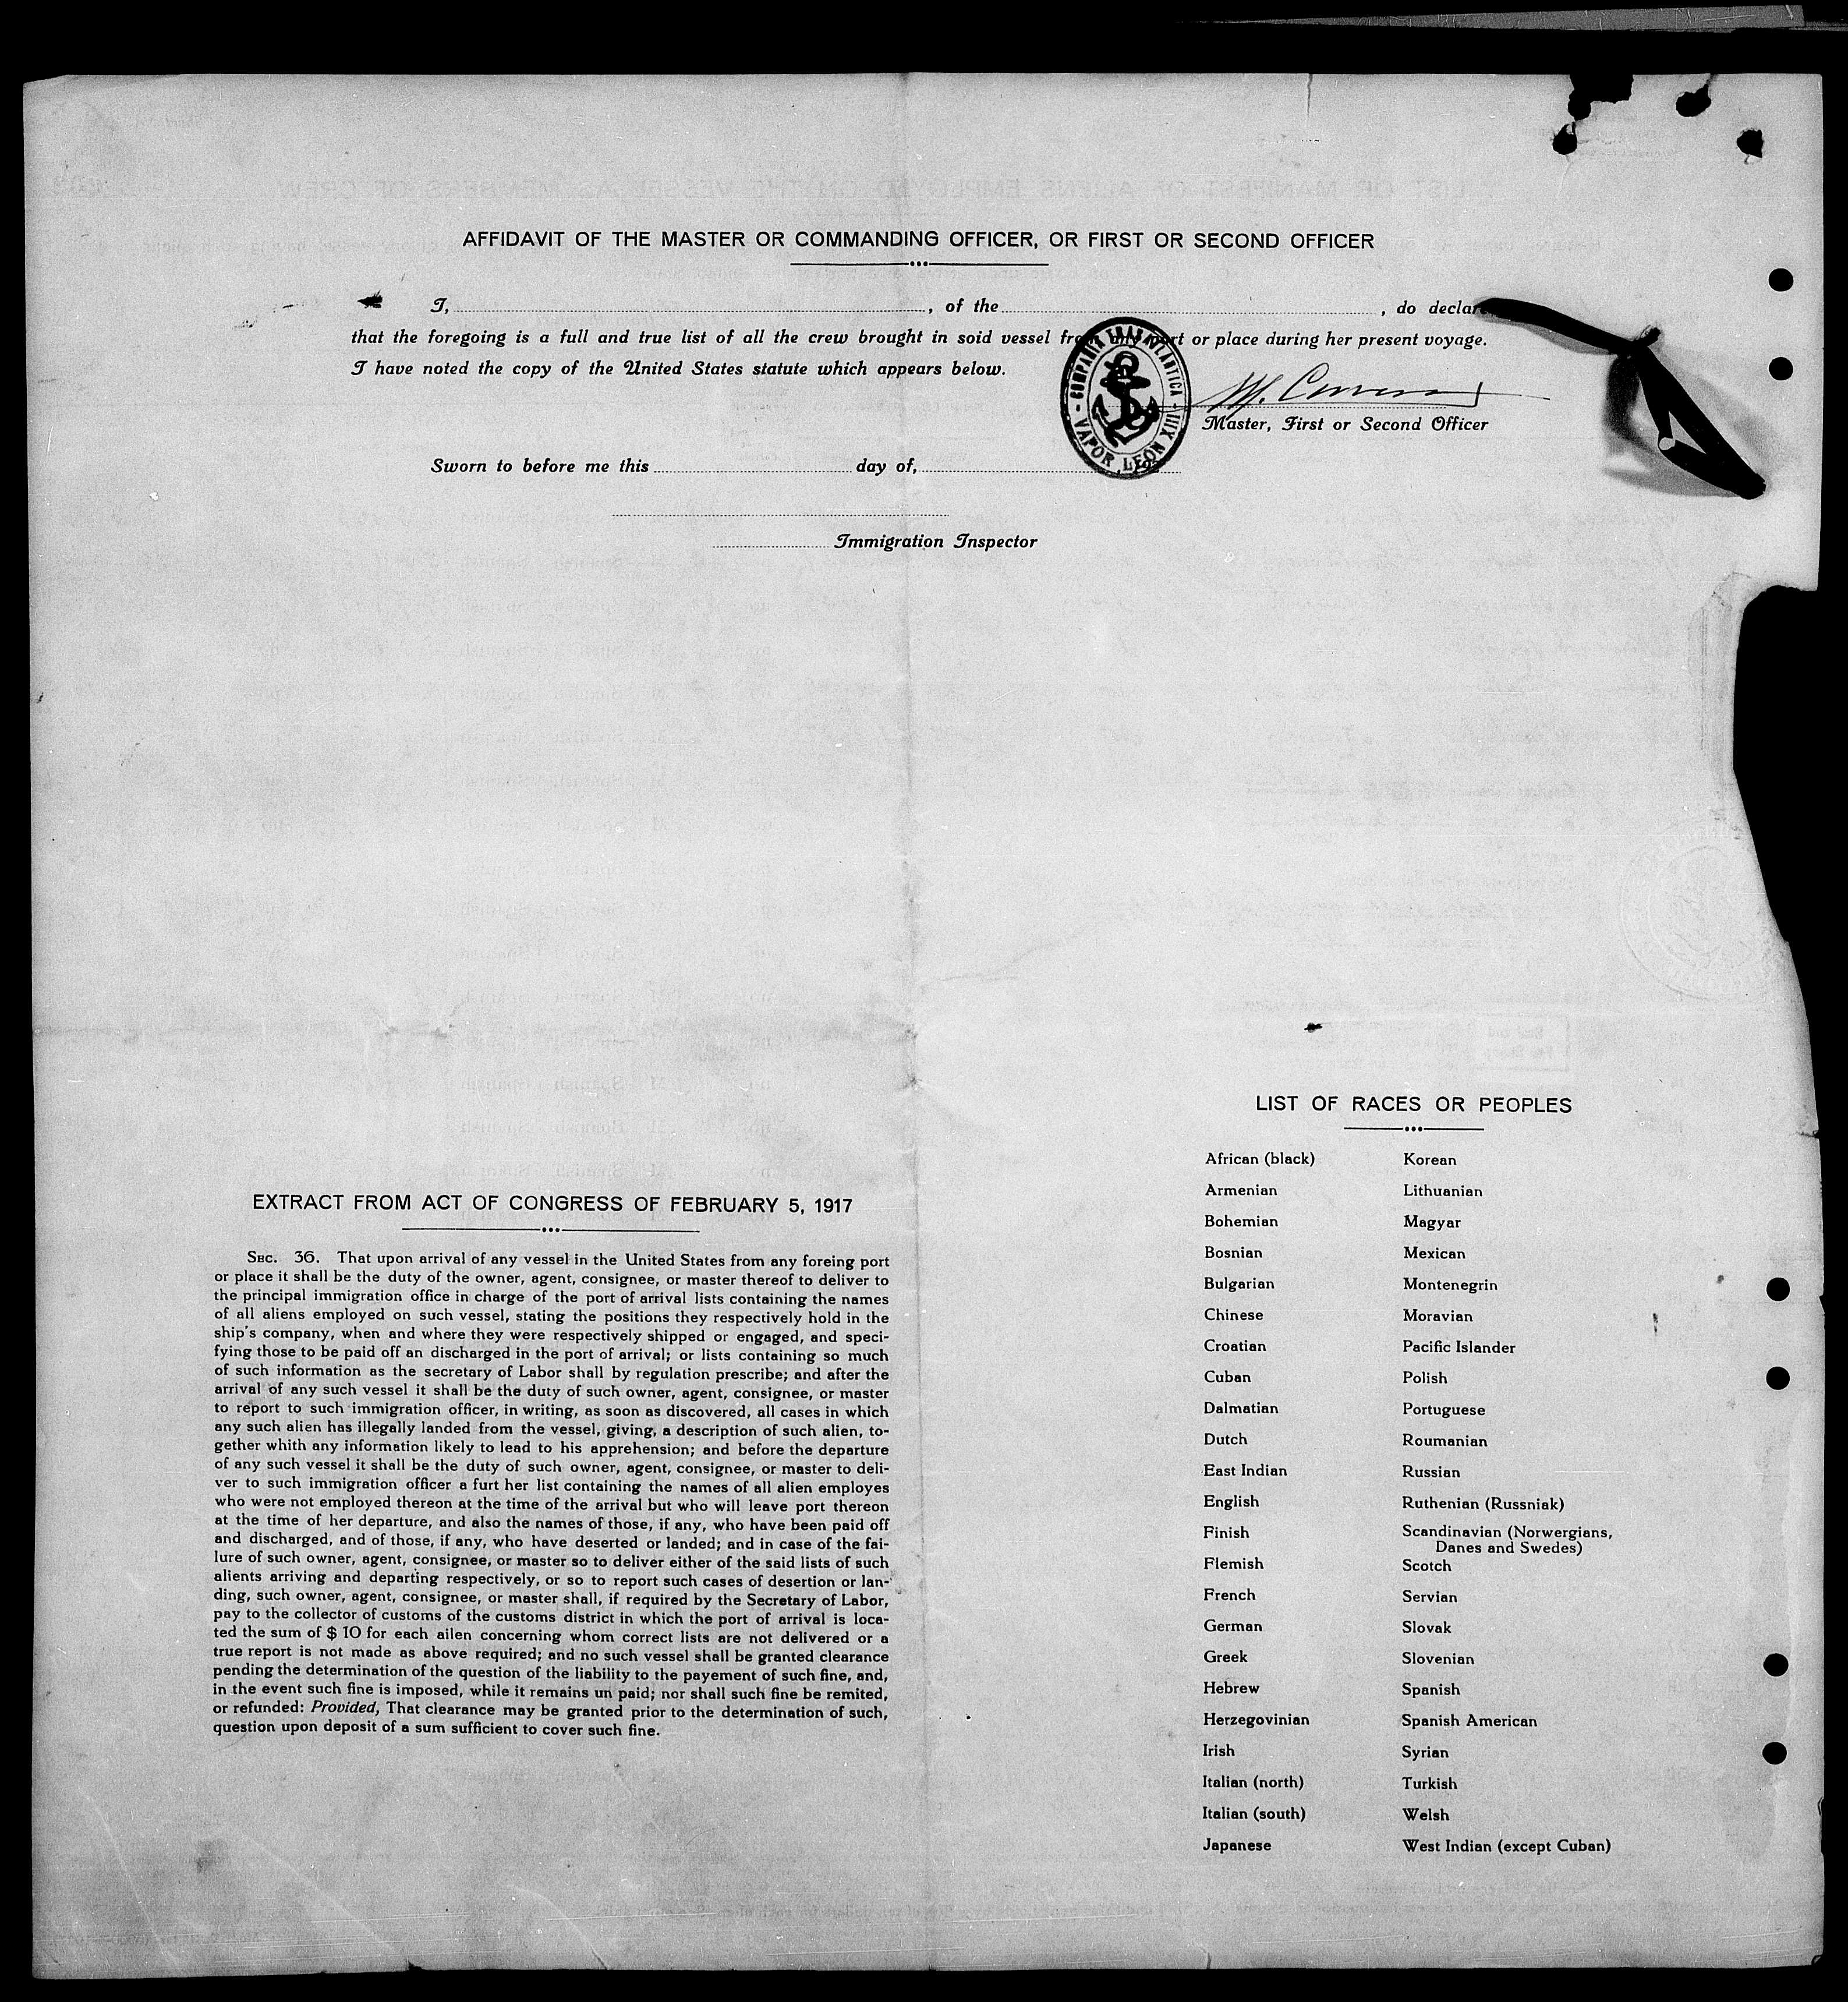 AFFIDAVIT OF THE MASTER OR COMMANDING OFFICER, OR FIRST OR SECOND OFFICER
I, , of the , do declare
that the foregoing is a full and true list of all the crew brought in soid vessel from any port or place during her present voyage.
I have noted the copy of the United States statute which appears below.
COMPAÑIA TRASATLANTICA - VAPOR LEON XIII -
Master, First or Second Officer
Sworn to before me this day of, , 192
Immigration Inspector
EXTRACT FROM ACT OF CONGRESS OF FEBRUARY 5, 1917
SEC. 36. That upon arrival of any vessel in the United States from any foreing port
or place it shall be the duty of the owner, agent, consignee, or master thereof to deliver to
the principal immigration office in charge of the port of arrival lists containing the names
of all aliens employed on such vessel, stating the positions they respectively hold in the
ship's company, when and where they were respectively shipped or engaged, and speci-
fying those to be paid off an discharged in the port of arrival; or lists containing so much
of such information as the secretary of Labor shall by regulation prescribe; and after the
arrival of any such vessel it shall be the duty of such owner, agent, consignee, or master
to report to such immigration officer, in writing, as soon as discovered, all cases in which
any such alien has illegally landed from the vessel, giving, a description of such alien, to-
gether whith any information likely to lead to his apprehension; and before the departure
of any such vessel it shall be the duty of such owner, agent, consignee, or master to deli-
ver to such immigration officer a furt her list containing the names of all alien employes
who were not employed thereon at the time of the arrival but who will leave port thereon
at the time of her departure, and also the names of those, if any, who have been paid off
and discharged, and of those, if any, who have deserted or landed; and in case of the fai-
lure of such owner, agent, consignee, or master so to deliver either of the said lists of such
alients arriving and departing respectively, or so to report such cases of desertion or lan-
ding, such owner, agent, consignee, or master shall, if required by the Secretary of Labor,
pay to the collector of customs of the customs district in which the port of arrival is loca-
ted the sum of $ 10 for each ailen concerning whom correct lists are not delivered or a
true report is not made as above required; and no such vessel shall be granted clearance
pending the determination of the question of the liability to the payement of such fine, and,
in the event such fine is imposed, while it remains un paid; nor shall such fine be remited,
or refunded: Provided, That clearance may be granted prior to the determination of such,
question upon deposit of a sum sufficient to cover such fine.
LIST OF RACES OR PEOPLES
African (black)
Armenian
Bohemian
Bosnian
Bulgarian
Chinese
Croatian
Cuban
Dalmatian
Dutch
East Indian
English
Finish
Flemish
French
German
Greek
Hebrew
Herzegovinian
Irish
Italian (north)
Italian (south)
Japanese
Korean
Lithuanian
Magyar
Mexican
Montenegrin
Moravian
Pacific Islander
Polish
Portuguese
Roumanian
Russian
Ruthenian (Russniak)
Scandinavian (Norwergians,
Danes and Swedes)
Scotch
Servian
Slovak
Slovenian
Spanish
Spanish American
Syrian
Turkish
Welsh
West Indian (except Cuban)